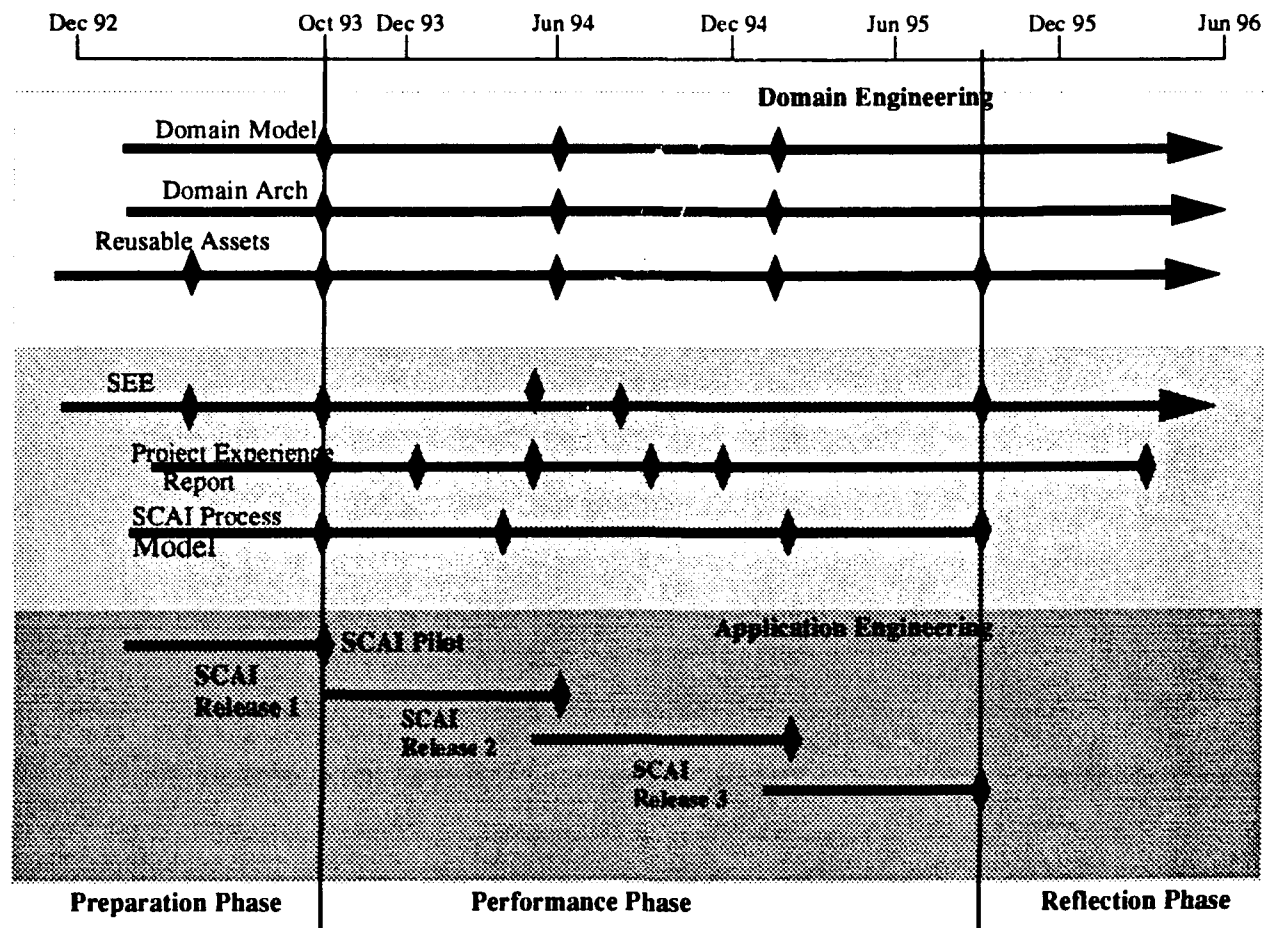 Dec 92 Oct 93 Dec 93 Jun 94 Dec 94 Jun 95 Dec 95 Jun 96
Domain Engineering
Domain Model
Domain Arch
Reusable Assets
SEE
Project Experience
Report
SCAI Process
Model
Application Engineering
SCAI Pilot
SCAI
Release 1
SCAI
Release 2
SCAI
Release 3
Preparation Phase Performance Phase Reflection Phase